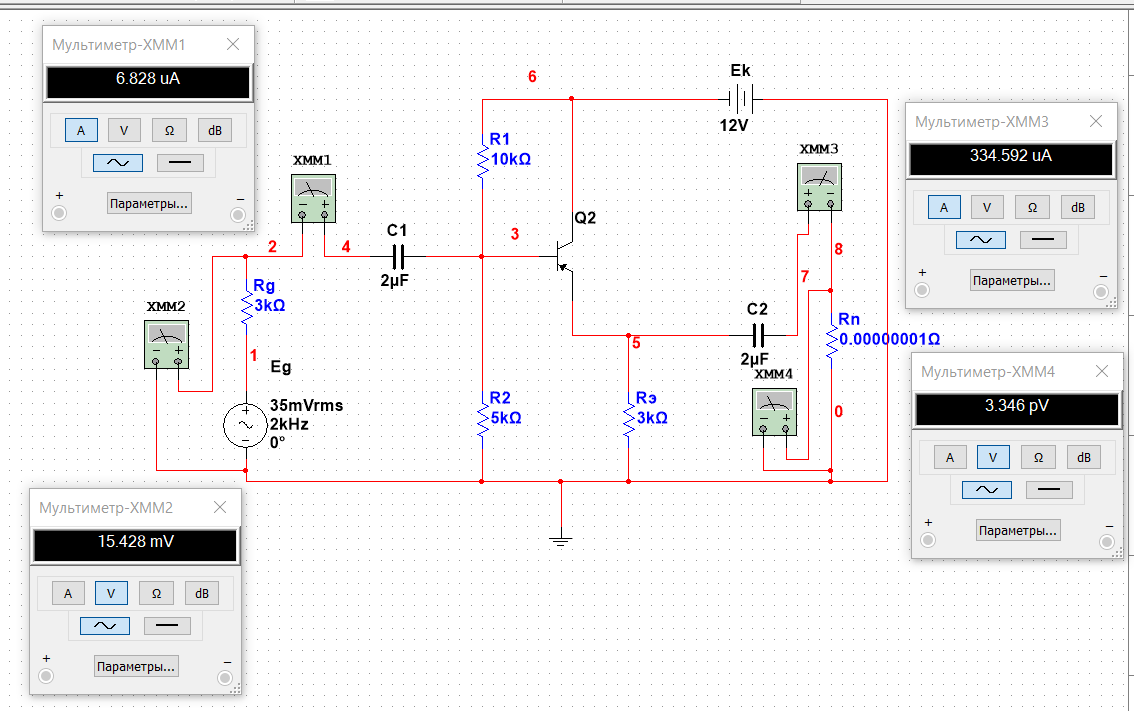 Мультиметр-XMM1
6.828 uA
A V Ω dB
+
Параметры...
−
6
Ek
12V
R1
10kΩ
XMM1
− +
2
4
C1
2µF
3
Q2
XMM3
+ −
8
7
Мультиметр-XMM3
334.592 uA
A V Ω dB
+
Параметры...
−
Rg
3kΩ
XMM2
− +
1
Eg
35mVrms
2kHz
0°
C2
2µF
5
Rn
0.00000001Ω
XMM4
− +
R2
5kΩ
Rэ
3kΩ
0
Мультиметр-XMM4
3.346 pV
A V Ω dB
+
Параметры...
−
Мультиметр-XMM2
15.428 mV
A V Ω dB
+
Параметры...
−